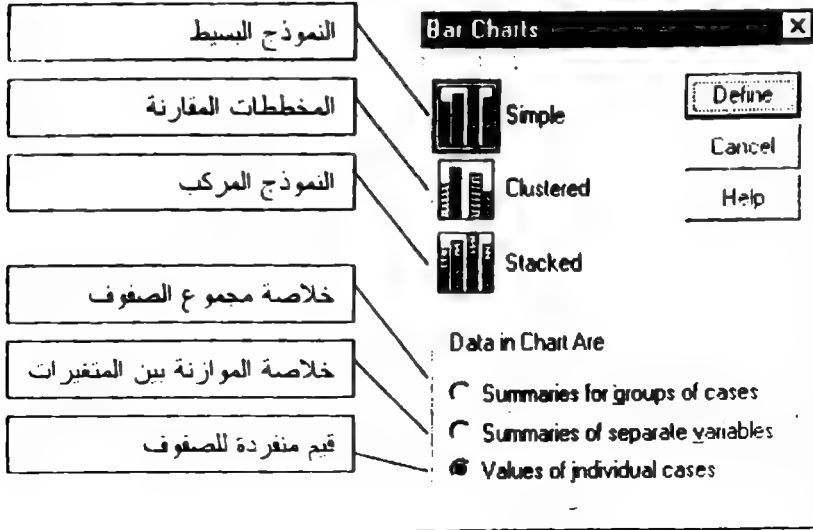 النموذج البسيط
المخططات المقارنة
النموذج المركب
خلاصة مجموع الصفوف
خلاصة الموازنة بين المتغيرات
قيم منفردة للصفوف
Bar Charts
Simple
Clustered
Stacked
Define
Cancel
Help
Data in Chart Are
Summaries for groups of cases
Summaries of separate variables
Values of individual cases